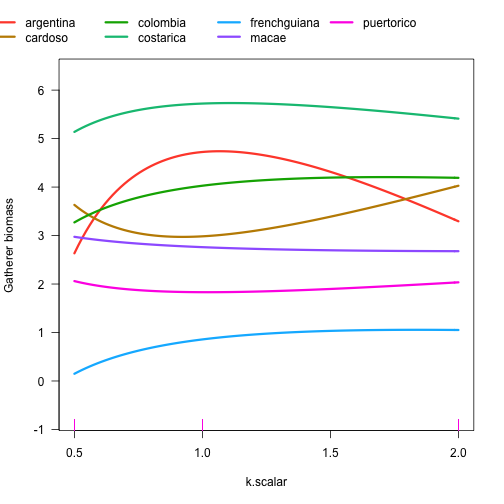 argentina colombia frenchguiana puertorico
cardoso costarica macae
6
5
4
3
2
1
0
-1
Gatherer biomass
0.5 1.0 1.5 2.0
k.scalar